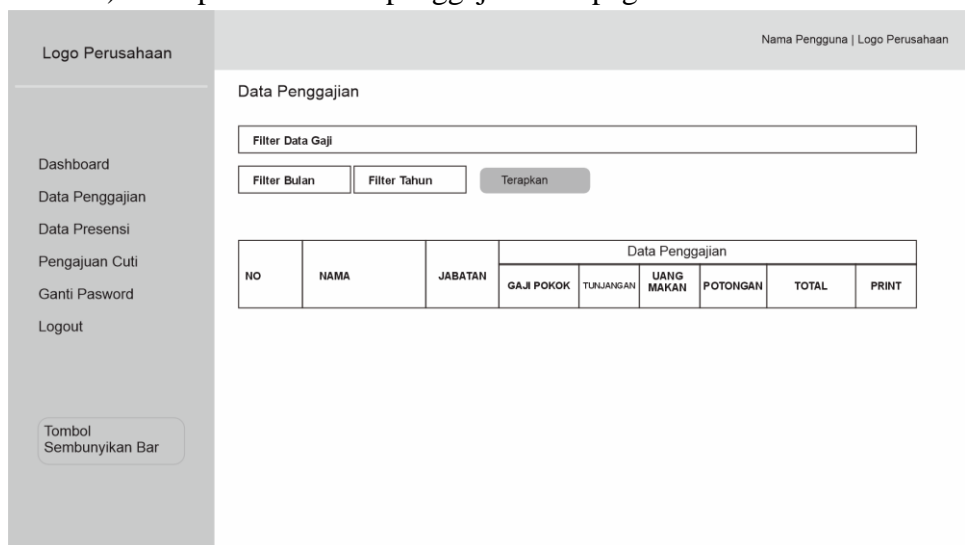 Logo Perusahaan
Nama Pengguna | Logo Perusahaan
Dashboard
Data Penggajian
Data Presensi
Pengajuan Cuti
Ganti Pasword
Logout
Tombol
Sembunyikan Bar
Data Penggajian
Filter Data Gaji
Filter Bulan
Filter Tahun
Terapkan
NO
NAMA
JABATAN
Data Penggajian
GAJI POKOK
TUNJANGAN
UANG
MAKAN
POTONGAN
TOTAL
PRINT